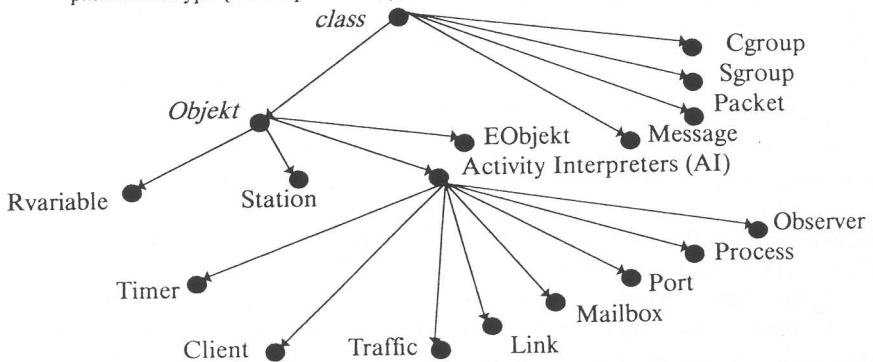 class
Cgroup
Sgroup
Packet
Objekt
EObjekt
Message
Activity Interpreters (AI)
Rvariable
Station
Observer
Process
Timer
Port
Mailbox
Client
Traffic
Link